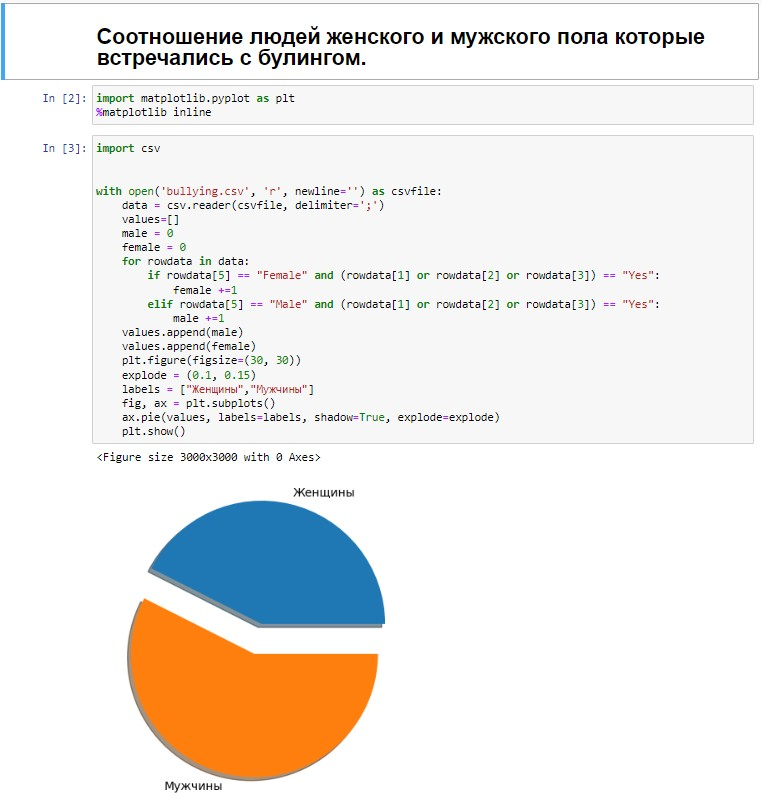 Соотношение людей женского и мужского пола которые
встречались с булингом.
In [2]: import matplotlib.pyplot as plt
%matplotlib inline
In [3]: import csv
with open('bullying.csv', 'r', newline='') as csvfile:
data = csv.reader(csvfile, delimiter=';')
values=[]
male = 0
female = 0
for rowdata in data:
if rowdata[5] == "Female" and (rowdata[1] or rowdata[2] or rowdata[3]) == "Yes":
female +=1
elif rowdata[5] == "Male" and (rowdata[1] or rowdata[2] or rowdata[3]) == "Yes":
male +=1
values.append(male)
values.append(female)
plt.figure(figsize=(30, 30))
explode = (0.1, 0.15)
labels = ["Женщины","Мужчины"]
fig, ax = plt.subplots()
ax.pie(values, labels=labels, shadow=True, explode=explode)
plt.show()
<Figure size 3000x3000 with 0 Axes>
Женщины
Мужчины